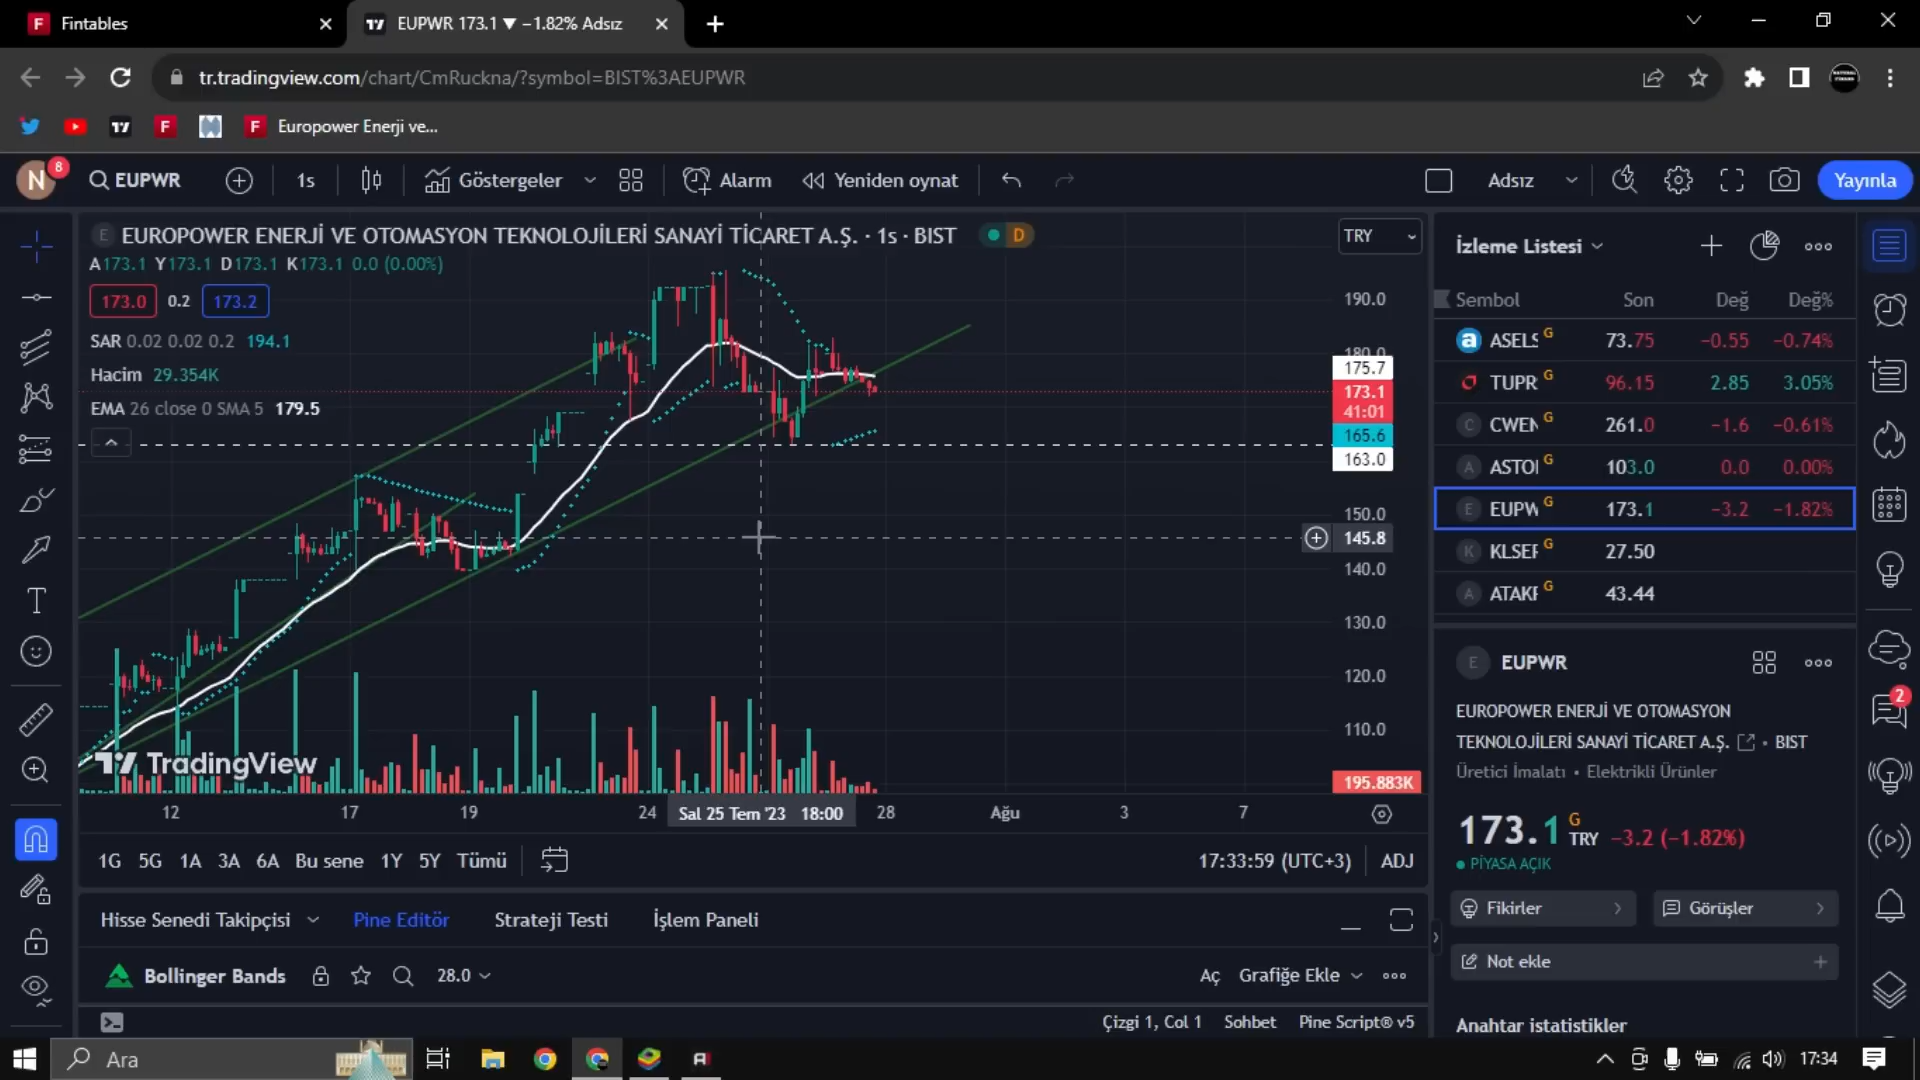 Fintables
EUPWR 173.1 ▼ −1.82% Adsız
tr.tradingview.com/chart/CmRuckna/?symbol=BIST%3AEUPWR
Europower Enerji ve...
N 8
EUPWR
1s
Göstergeler
Alarm
Yeniden oynat
Adsız
Yayınla
EUROPOWER ENERJİ VE OTOMASYON TEKNOLOJİLERİ SANAYİ TİCARET A.Ş. · 1s · BIST
D
A173.1 Y173.1 D173.1 K173.1 0.0 (0.00%)
173.0 0.2 173.2
SAR 0.02 0.02 0.2 194.1
Hacim 29.354K
EMA 26 close 0 SMA 5 179.5
TRY
190.0
180.0
175.7
173.1
41:01
165.6
163.0
150.0
145.8
140.0
130.0
120.0
110.0
195.883K
TradingView
12 17 19 24 Sal 25 Tem '23 18:00 28 Ağu 3 7
1G 5G 1A 3A 6A Bu sene 1Y 5Y Tümü
17:33:59 (UTC+3) ADJ
Hisse Senedi Takipçisi Pine Editör Strateji Testi İşlem Paneli
Bollinger Bands 28.0 Aç Grafiğe Ekle
Çizgi 1, Col 1 Sohbet Pine Script® v5
İzleme Listesi
Sembol Son Değ Değ%
ASELS G 73.75 −0.55 −0.74%
TUPR G 96.15 2.85 3.05%
CWEN G 261.0 −1.6 −0.61%
ASTO G 103.0 0.0 0.00%
EUPW G 173.1 −3.2 −1.82%
KLSER G 27.50
ATAKP G 43.44
EUPWR
EUROPOWER ENERJİ VE OTOMASYON
TEKNOLOJİLERİ SANAYİ TİCARET A.Ş. • BIST
Üretici İmalatı • Elektrikli Ürünler
173.1 G TRY −3.2 (−1.82%)
PİYASA AÇIK
Fikirler
Görüşler
Not ekle
Anahtar istatistikler
2
Ara
17:34